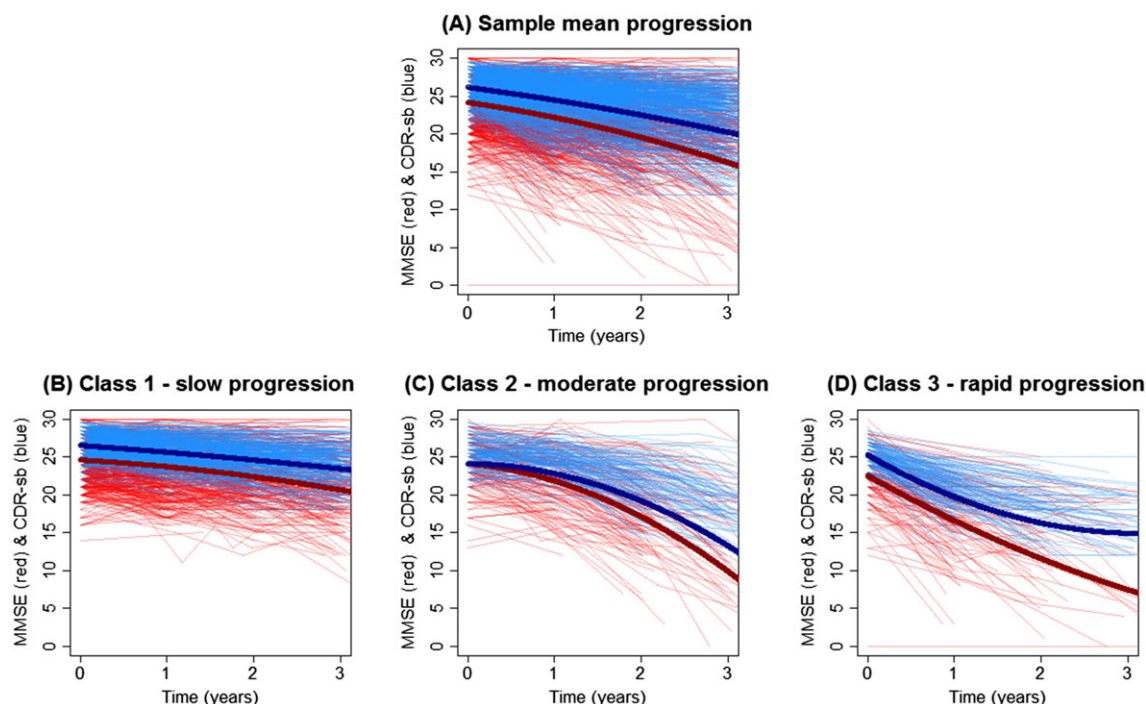 (A) Sample mean progression
MMSE (red) & CDR-sb (blue)
30
25
20
15
10
5
0
0 1 2 3
Time (years)
(B) Class 1 - slow progression
MMSE (red) & CDR-sb (blue)
30
25
20
15
10
5
0
0 1 2 3
Time (years)
(C) Class 2 - moderate progression
MMSE (red) & CDR-sb (blue)
30
25
20
15
10
5
0
0 1 2 3
Time (years)
(D) Class 3 - rapid progression
MMSE (red) & CDR-sb (blue)
30
25
20
15
10
5
0
0 1 2 3
Time (years)